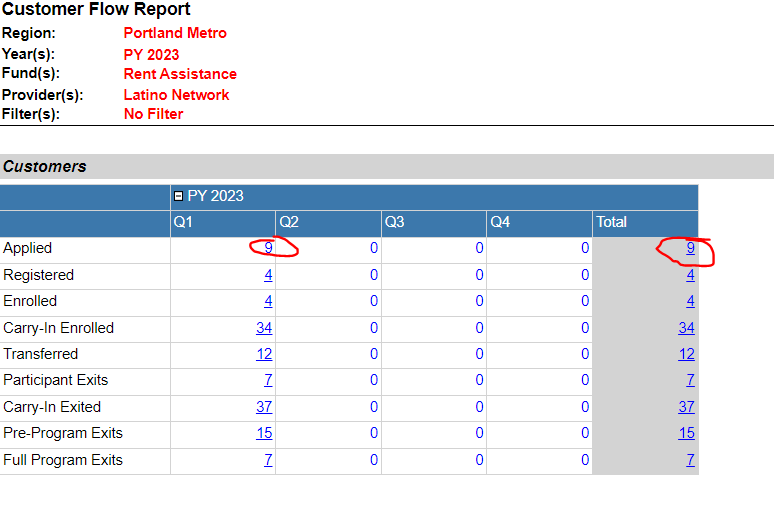 Customer Flow Report
Region: Portland Metro
Year(s): PY 2023
Fund(s): Rent Assistance
Provider(s): Latino Network
Filter(s): No Filter
Customers
PY 2023
Q1 Q2 Q3 Q4 Total
Applied 9 0 0 0 9
Registered 4 0 0 0 4
Enrolled 4 0 0 0 4
Carry-In Enrolled 34 0 0 0 34
Transferred 12 0 0 0 12
Participant Exits 7 0 0 0 7
Carry-In Exited 37 0 0 0 37
Pre-Program Exits 15 0 0 0 15
Full Program Exits 7 0 0 0 7